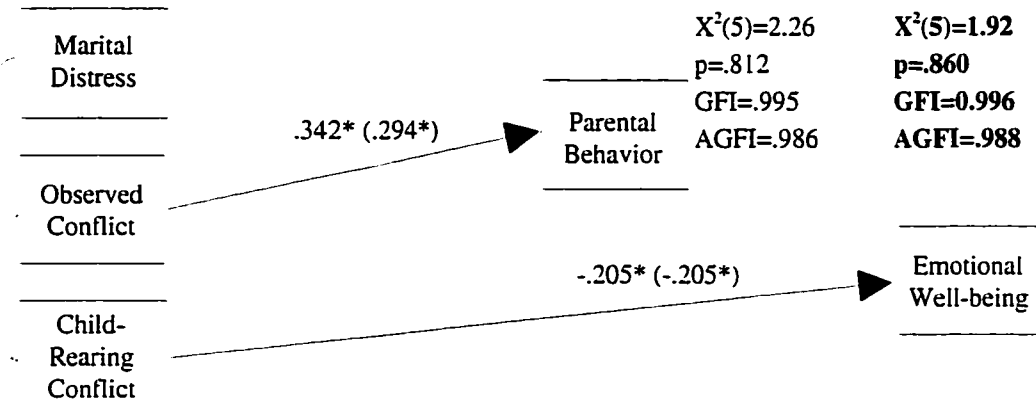 Marital
Distress
Observed
Conflict
Child-
Rearing
Conflict
.342* (.294*)
Parental
Behavior
X²(5)=2.26
p=.812
GFI=.995
AGFI=.986
X²(5)=1.92
p=.860
GFI=0.996
AGFI=.988
-.205* (-.205*)
Emotional
Well-being